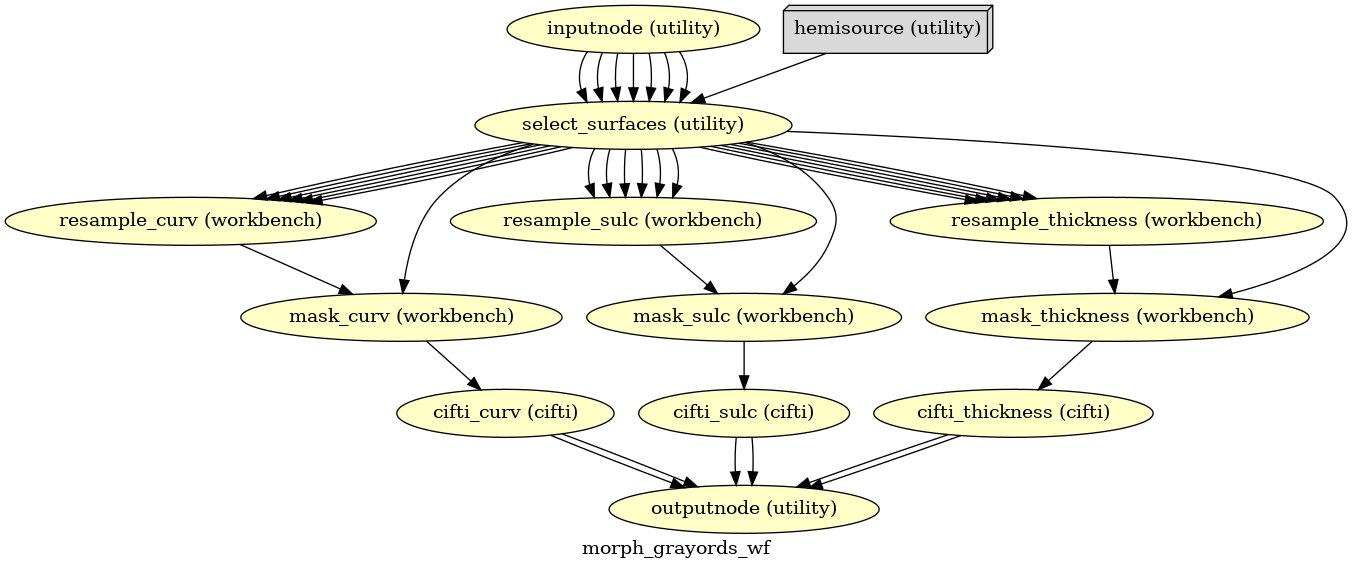 inputnode (utility)
hemisource (utility)
select_surfaces (utility)
resample_curv (workbench)
resample_sulc (workbench)
resample_thickness (workbench)
mask_curv (workbench)
mask_sulc (workbench)
mask_thickness (workbench)
cifti_curv (cifti)
cifti_sulc (cifti)
cifti_thickness (cifti)
outputnode (utility)
morph_grayords_wf